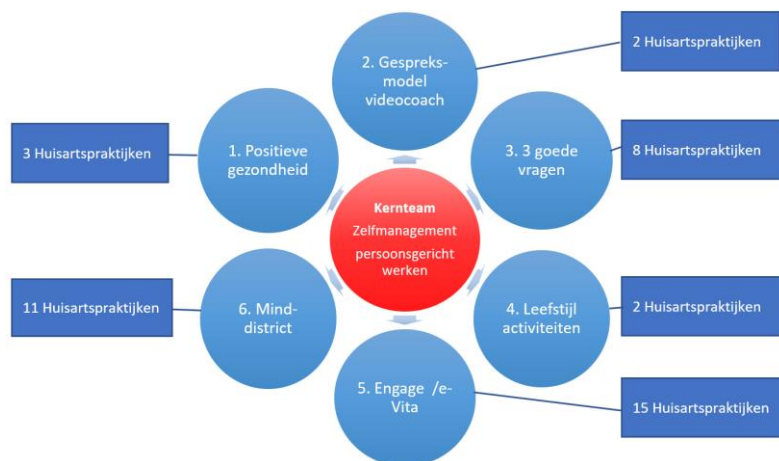 2 Huisartspraktijken
2. Gespreks-
model
videocoach
3 Huisartspraktijken
1. Positieve
gezondheid
3. 3 goede
vragen
8 Huisartspraktijken
Kernteam
Zelfmanagement
persoonsgericht
werken
11 Huisartspraktijken
6. Mind-
district
4. Leefstijl
activiteiten
2 Huisartspraktijken
5. Engage /e-
Vita
15 Huisartspraktijken